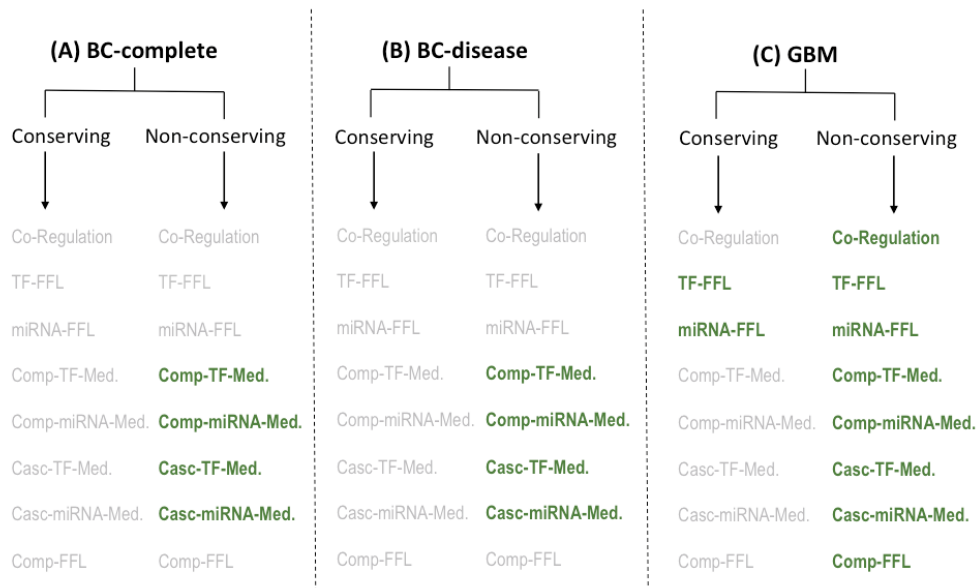 (A) BC-complete
Conserving Non-conserving
Co-Regulation Co-Regulation
TF-FFL TF-FFL
miRNA-FFL miRNA-FFL
Comp-TF-Med. Comp-TF-Med.
Comp-miRNA-Med. Comp-miRNA-Med.
Casc-TF-Med. Casc-TF-Med.
Casc-miRNA-Med. Casc-miRNA-Med.
Comp-FFL Comp-FFL
(B) BC-disease
Conserving Non-conserving
Co-Regulation Co-Regulation
TF-FFL TF-FFL
miRNA-FFL miRNA-FFL
Comp-TF-Med. Comp-TF-Med.
Comp-miRNA-Med. Comp-miRNA-Med.
Casc-TF-Med. Casc-TF-Med.
Casc-miRNA-Med. Casc-miRNA-Med.
Comp-FFL Comp-FFL
(C) GBM
Conserving Non-conserving
Co-Regulation Co-Regulation
TF-FFL TF-FFL
miRNA-FFL miRNA-FFL
Comp-TF-Med. Comp-TF-Med.
Comp-miRNA-Med. Comp-miRNA-Med.
Casc-TF-Med. Casc-TF-Med.
Casc-miRNA-Med. Casc-miRNA-Med.
Comp-FFL Comp-FFL